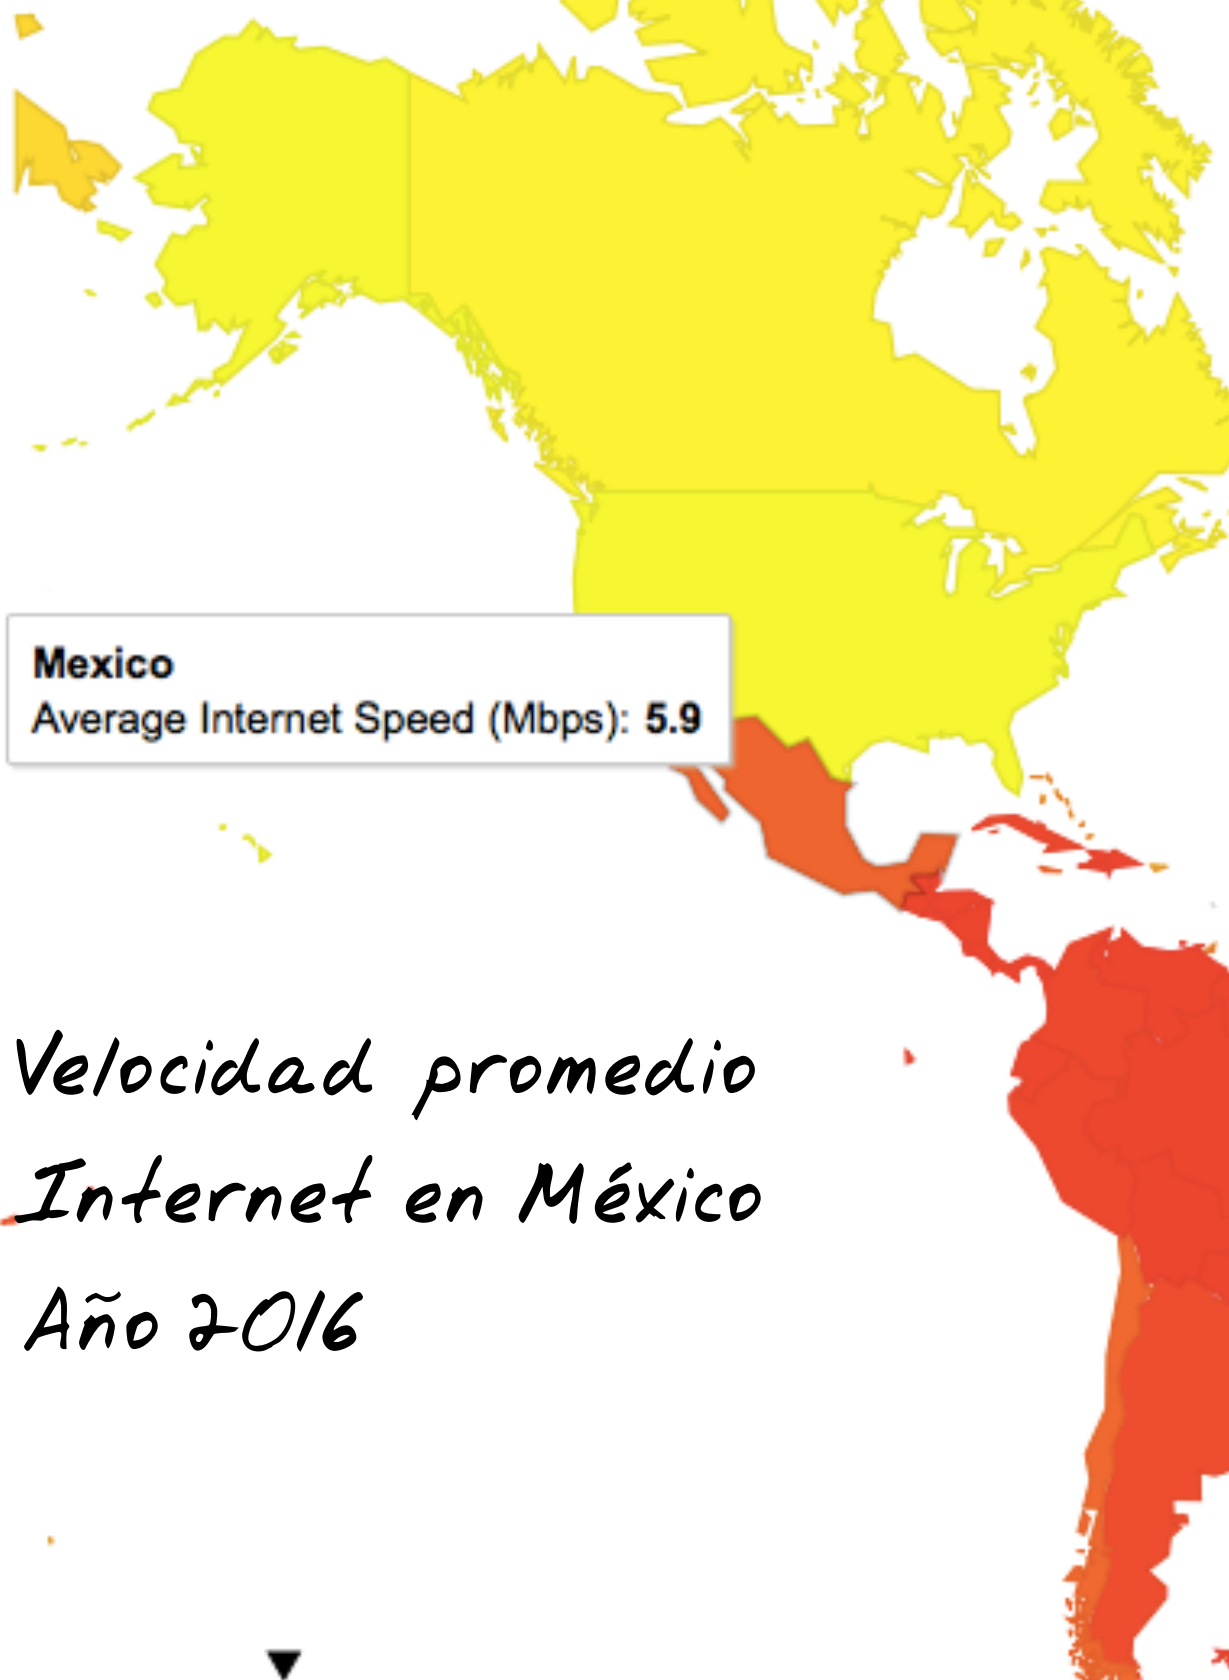 Mexico
Average Internet Speed (Mbps): 5.9
Velocidad promedio
Internet en México
Año 2016